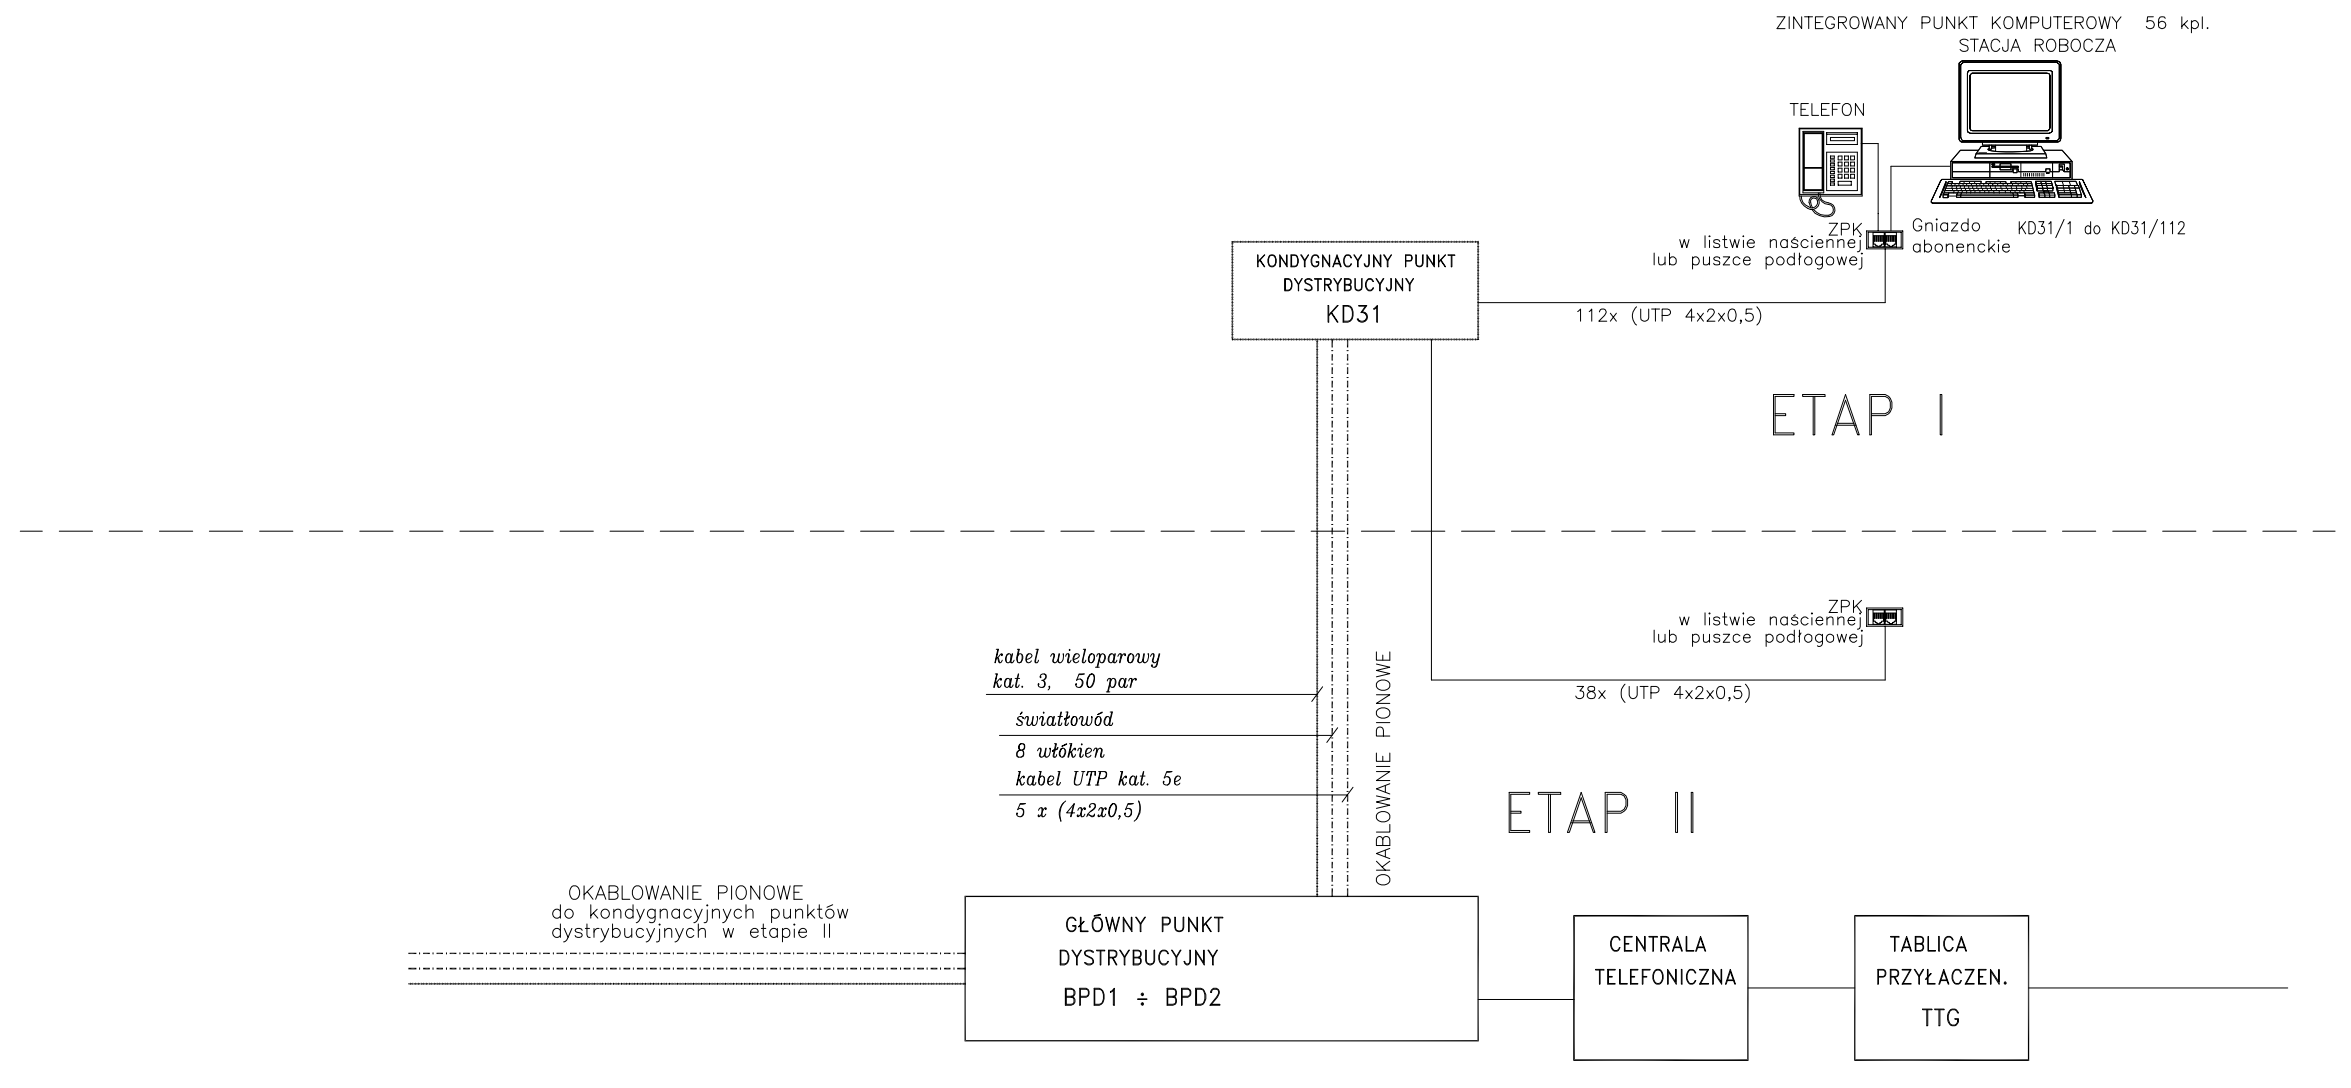 ZINTEGROWANY PUNKT KOMPUTEROWY 56 kpl.
STACJA ROBOCZA
TELEFON
ZPK
w listwie naściennej
lub puszce podłogowej
Gniazdo
abonenckie
KD31/1 do KD31/112
KONDYGNACYJNY PUNKT
DYSTRYBUCYJNY
KD31
112x (UTP 4x2x0,5)
ETAP I
ZPK
w listwie naściennej
lub puszce podłogowej
38x (UTP 4x2x0,5)
kabel wieloparowy
kat. 3, 50 par
światłowód
8 włókien
kabel UTP kat. 5e
5 x (4x2x0,5)
OKABLOWANIE PIONOWE
ETAP II
OKABLOWANIE PIONOWE
do kondygnacyjnych punktów
dystrybucyjnych w etapie II
GŁÓWNY PUNKT
DYSTRYBUCYJNY
BPD1 ÷ BPD2
CENTRALA
TELEFONICZNA
TABLICA
PRZYŁACZEN.
TTG